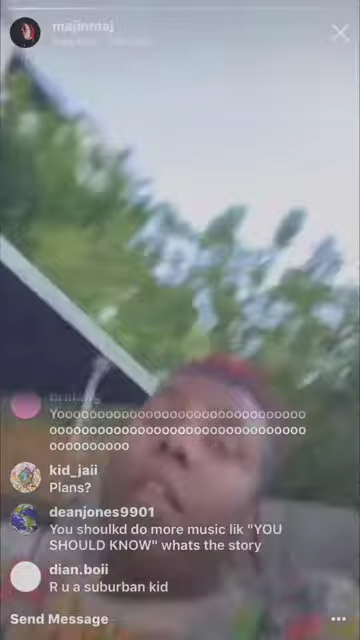 majinmaj
Yoooooooooooooooooooooooooooooo
ooooooooooooooooooooooooooooooo
oooooooooo
kid_jaii
Plans?
deanjones9901
You shoulkd do more music lik "YOU
SHOULD KNOW" whats the story
dian.boii
R u a suburban kid
Send Message